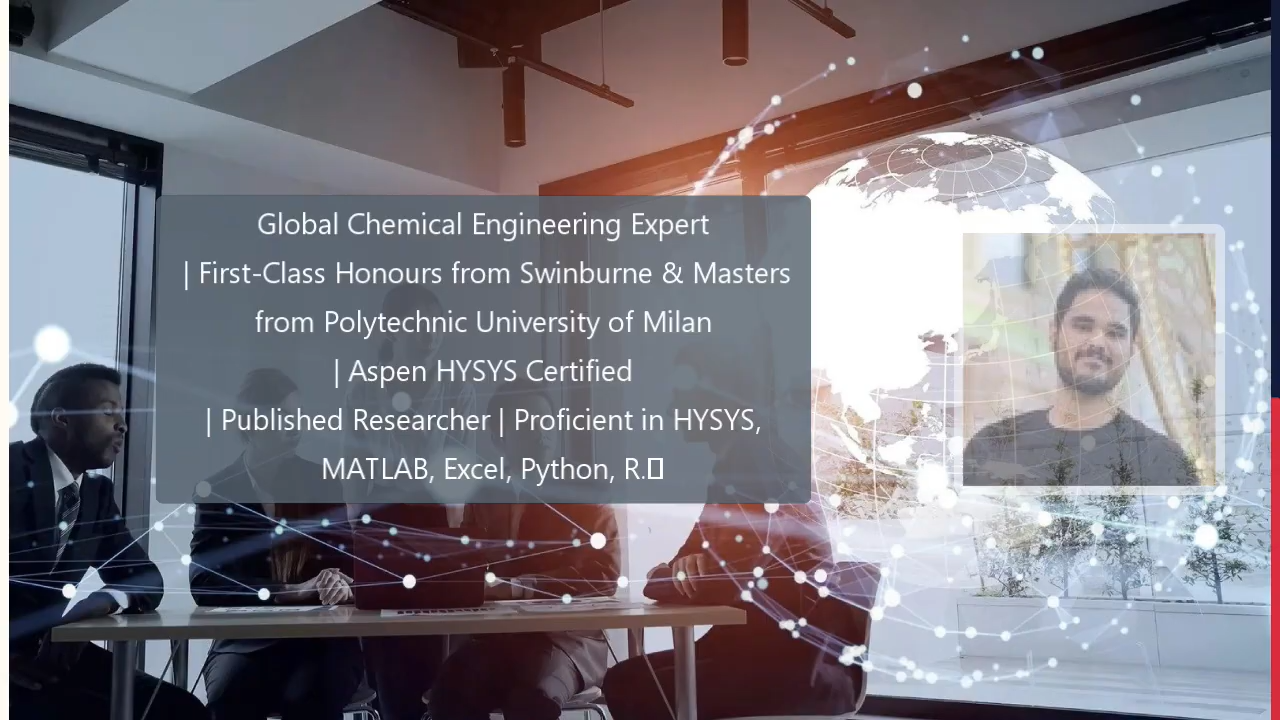 Global Chemical Engineering Expert
| First-Class Honours from Swinburne & Masters
from Polytechnic University of Milan
| Aspen HYSYS Certified
| Published Researcher | Proficient in HYSYS,
MATLAB, Excel, Python, R.